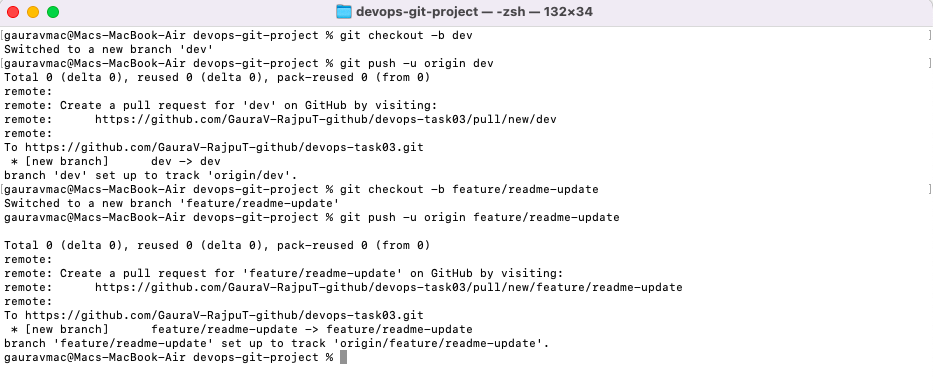 devops-git-project — -zsh — 132×34
[gauravmac@Macs-MacBook-Air devops-git-project % git checkout -b dev ]
Switched to a new branch 'dev'
gauravmac@Macs-MacBook-Air devops-git-project % git push -u origin dev ]
Total 0 (delta 0), reused 0 (delta 0), pack-reused 0 (from 0)
remote:
remote: Create a pull request for 'dev' on GitHub by visiting:
remote:      https://github.com/GauraV-RajpuT-github/devops-task03/pull/new/dev
remote:
To https://github.com/GauraV-RajpuT-github/devops-task03.git
 * [new branch]      dev -> dev
branch 'dev' set up to track 'origin/dev'.
[gauravmac@Macs-MacBook-Air devops-git-project % git checkout -b feature/readme-update ]
Switched to a new branch 'feature/readme-update'
gauravmac@Macs-MacBook-Air devops-git-project % git push -u origin feature/readme-update
Total 0 (delta 0), reused 0 (delta 0), pack-reused 0 (from 0)
remote:
remote: Create a pull request for 'feature/readme-update' on GitHub by visiting:
remote:      https://github.com/GauraV-RajpuT-github/devops-task03/pull/new/feature/readme-update
remote:
To https://github.com/GauraV-RajpuT-github/devops-task03.git
 * [new branch]      feature/readme-update -> feature/readme-update
branch 'feature/readme-update' set up to track 'origin/feature/readme-update'.
gauravmac@Macs-MacBook-Air devops-git-project %